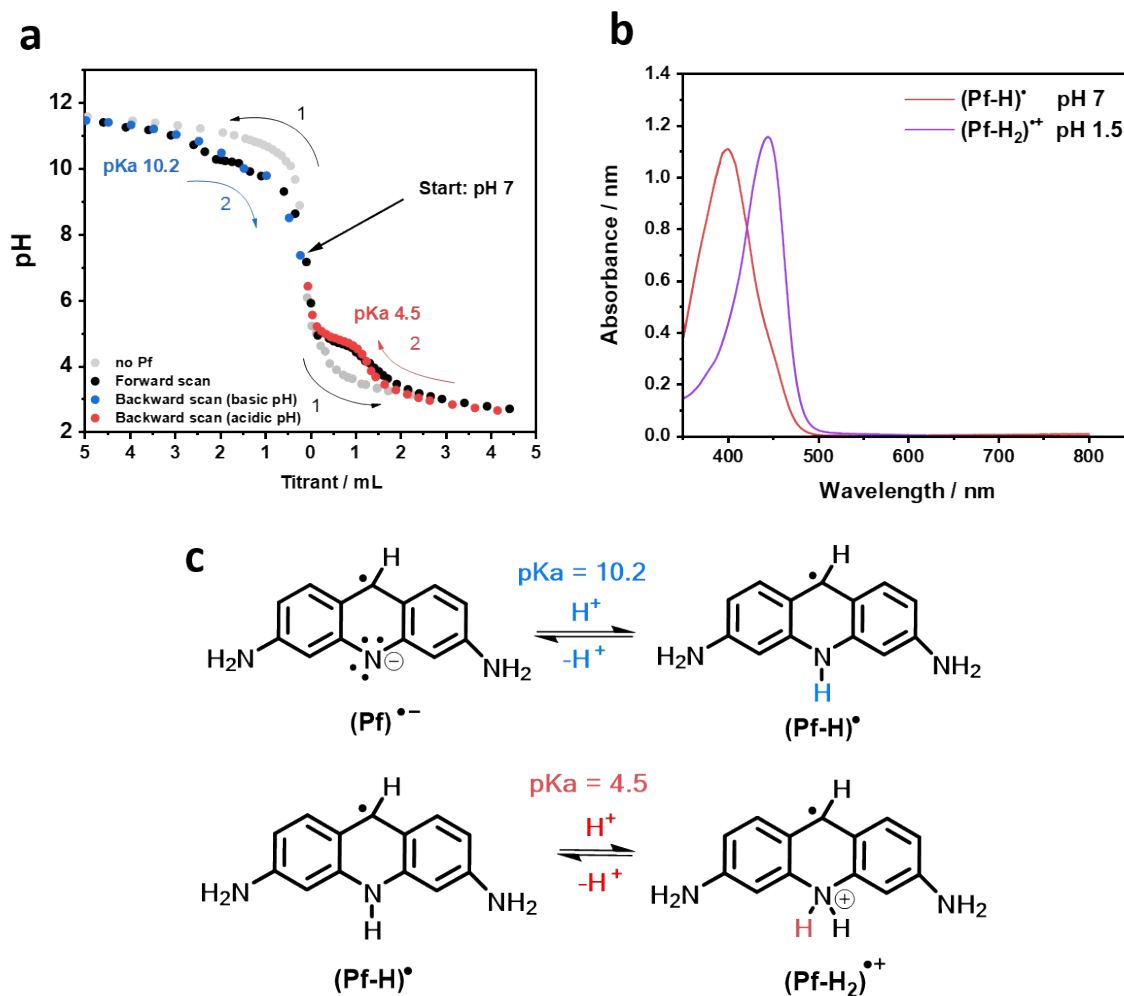 a
pH
12
10
8
6
4
2
5
4
3
2
1
0
1
2
3
4
5
Titrant / mL
1
pKa 10.2
2
Start: pH 7
pKa 4.5
2
1
no Pf
Forward scan
Backward scan (basic pH)
Backward scan (acidic pH)
b
Absorbance / nm
1.4
1.2
1.0
0.8
0.6
0.4
0.2
0.0
400
500
600
700
800
Wavelength / nm
(Pf-H)• pH 7
(Pf-H₂)•+ pH 1.5
c
H
H₂N
N
⊖
NH₂
(Pf)•−
pKa = 10.2
H⁺
-H⁺
H
H₂N
N
H
NH₂
(Pf-H)•
H
H₂N
N
H
NH₂
(Pf-H)•
pKa = 4.5
H⁺
-H⁺
H
H₂N
N
⊕
H H
NH₂
(Pf-H₂)•+